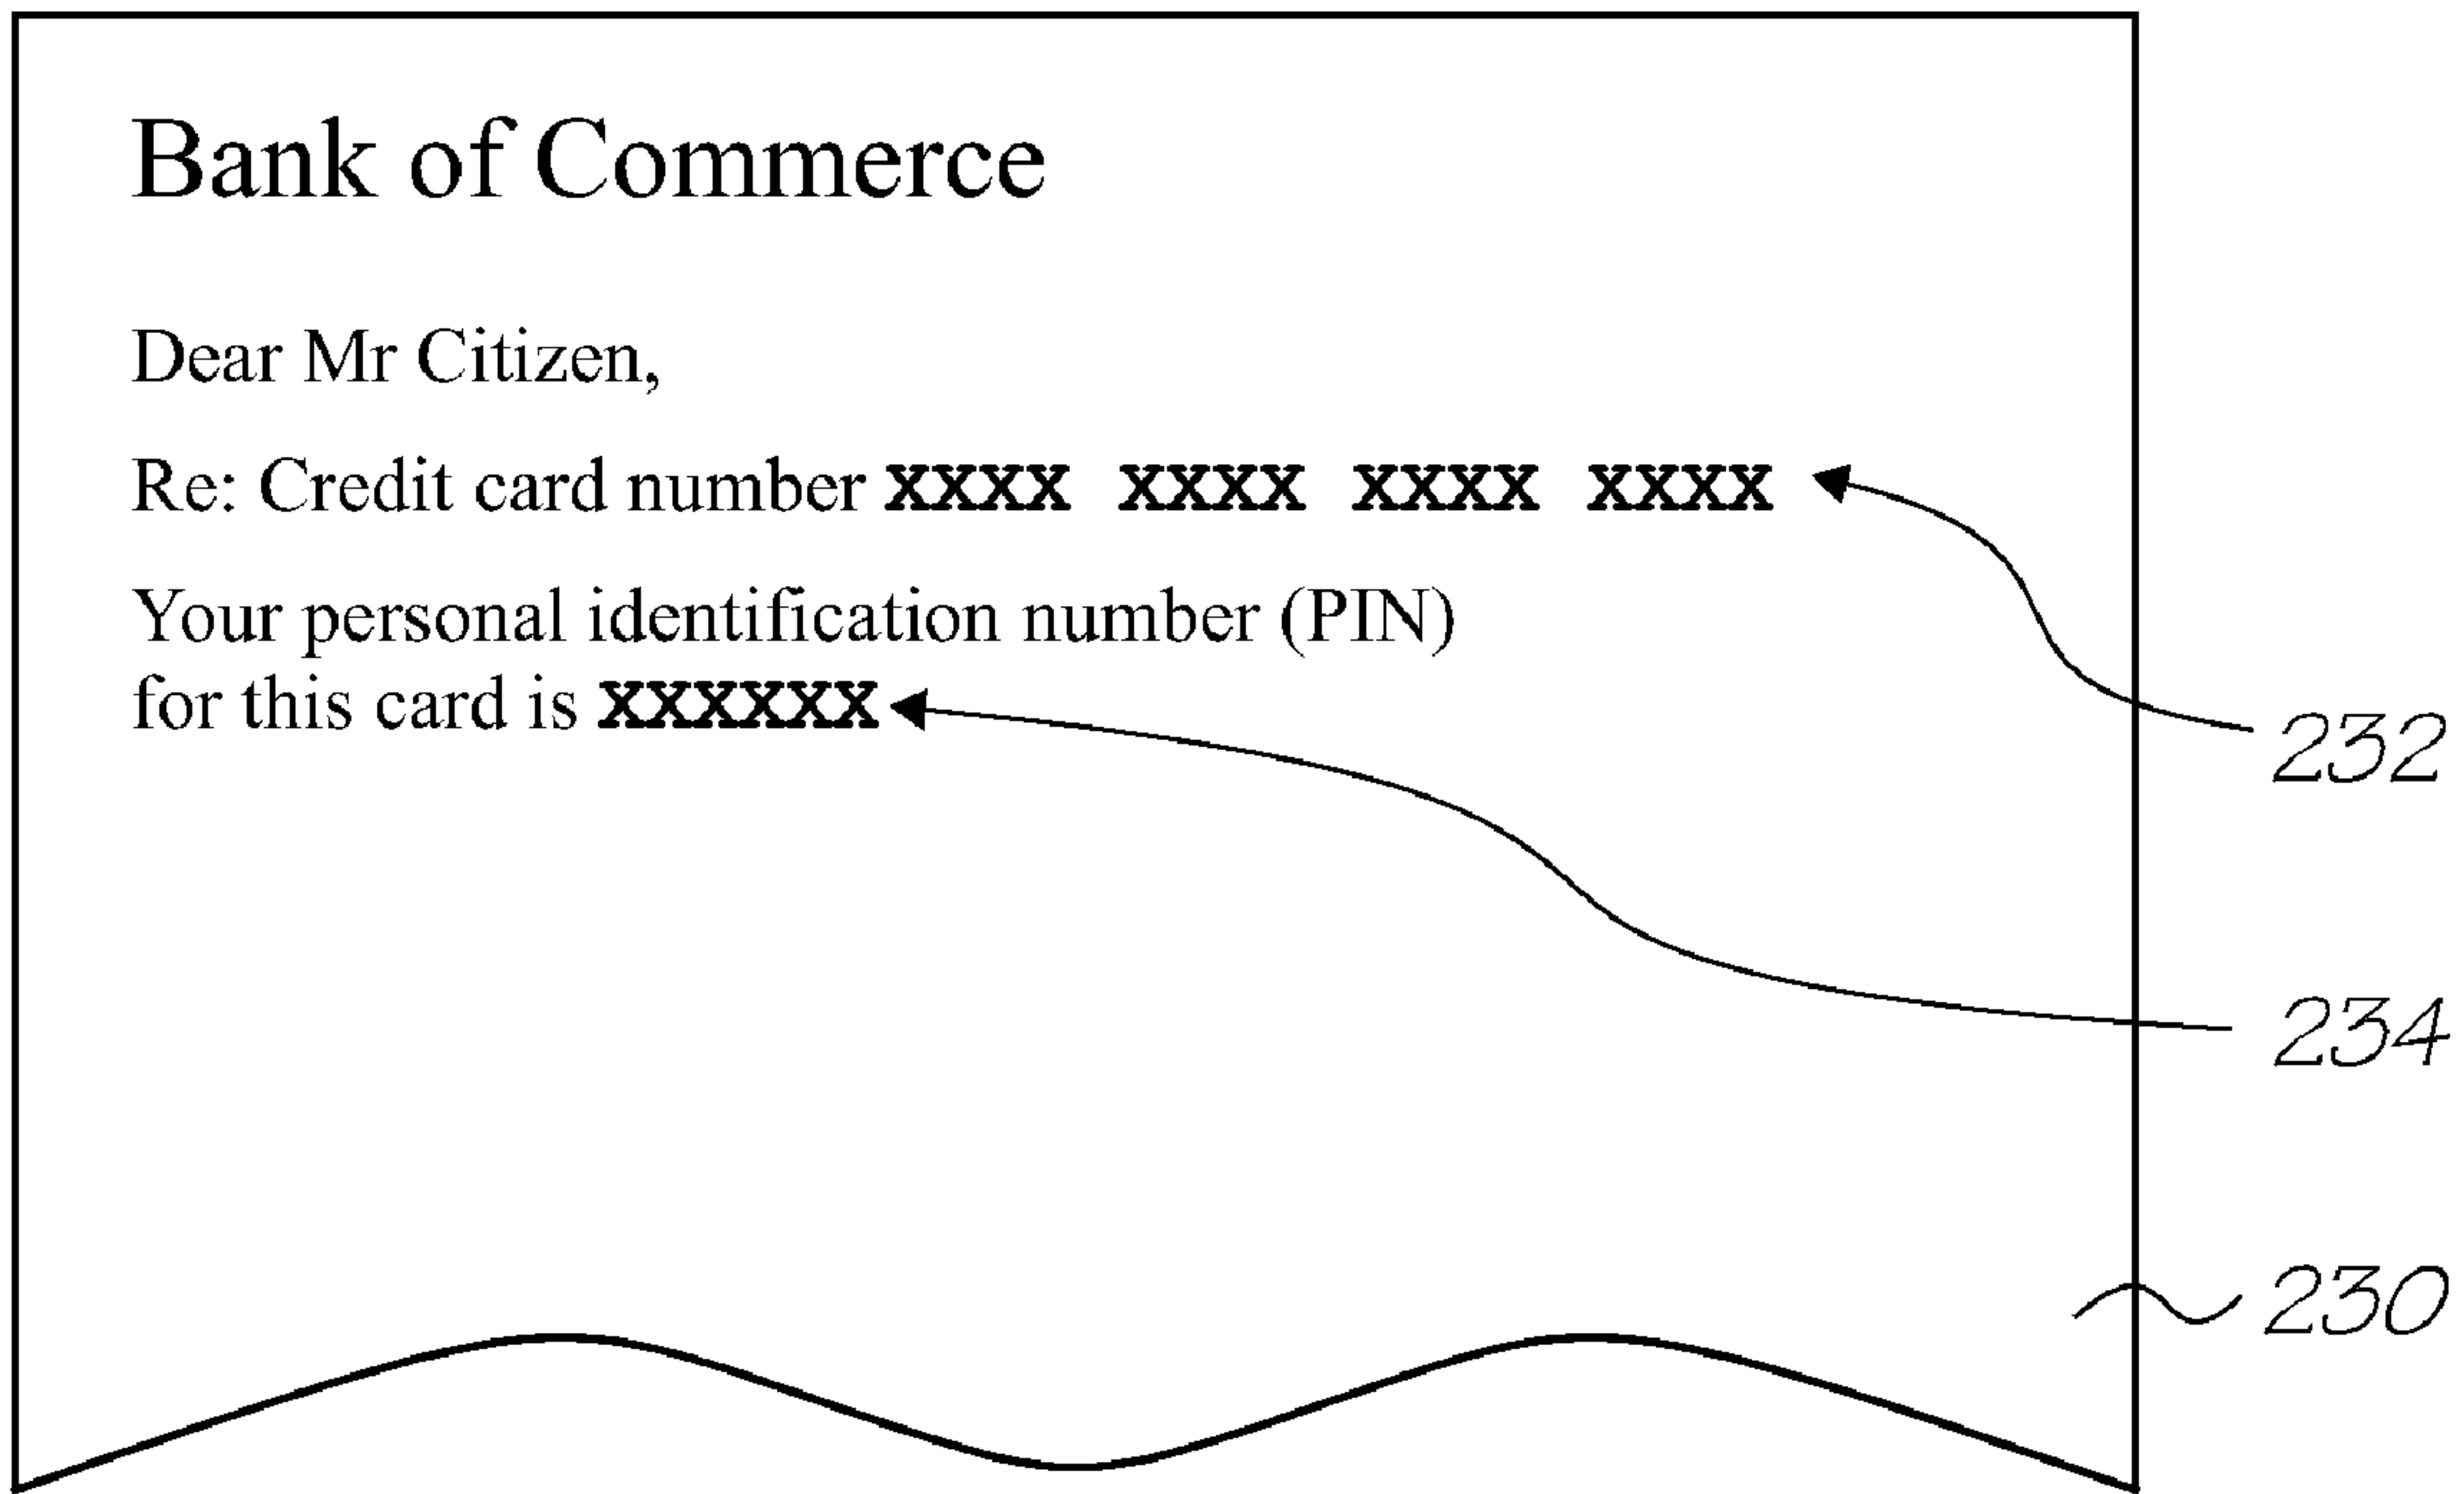 Bank of Commerce
Dear Mr Citizen,
Re: Credit card number xxxx xxxx xxxx xxxx
Your personal identification number (PIN)
for this card is xxxxxx
232
234
230